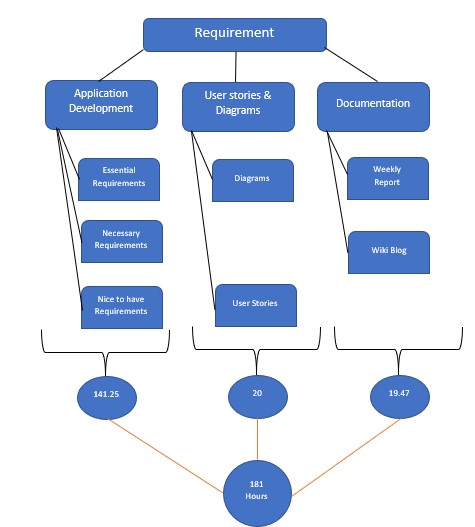 Requirement
Application
Development
User stories &
Diagrams
Documentation
Essential
Requirements
Diagrams
Weekly
Report
Necessary
Requirements
Wiki Blog
Nice to have
Requirements
User Stories
141.25
20
19.47
181
Hours